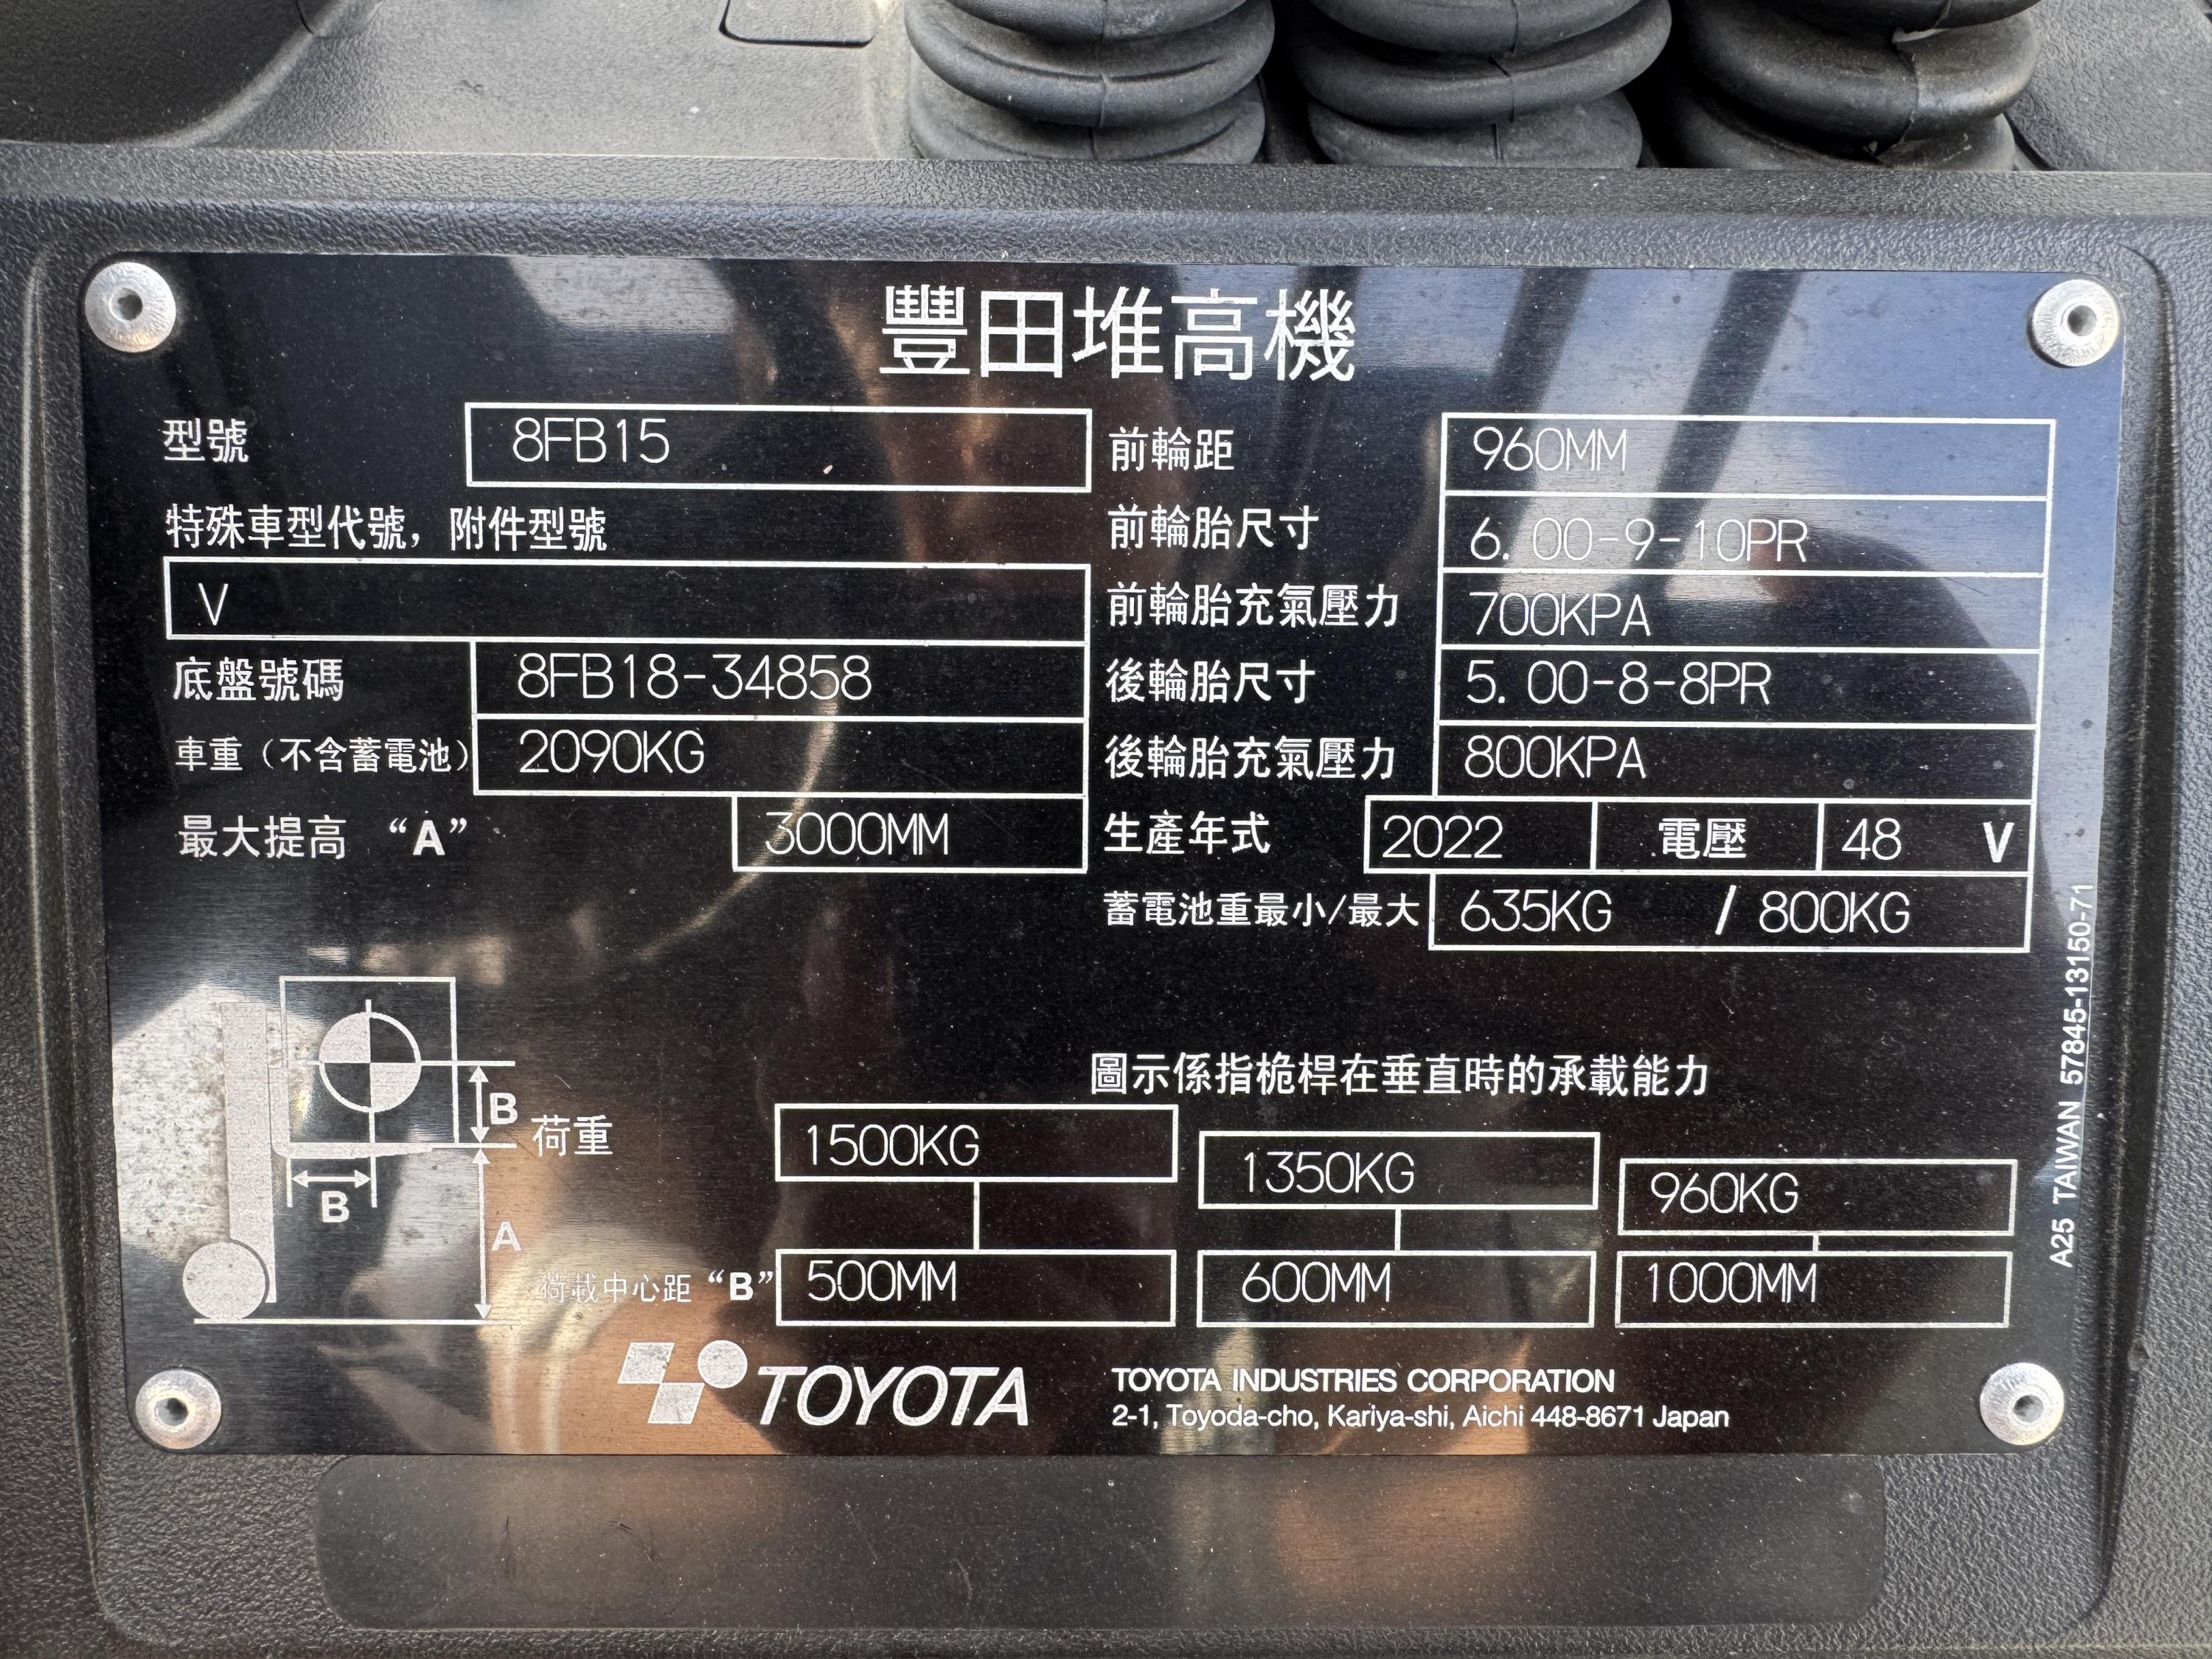 豐田堆高機
型號 8FB15
特殊車型代號，附件型號
V
底盤號碼 8FB18-34858
車重（不含蓄電池） 2090KG
最大提高 “A” 3000MM
前輪距 960MM
前輪胎尺寸 6.00-9-10PR
前輪胎充氣壓力 700KPA
後輪胎尺寸 5.00-8-8PR
後輪胎充氣壓力 800KPA
生產年式 2022 電壓 48 V
蓄電池重最小/最大 635KG / 800KG
A25 TAIWAN 57845-13150-71
B
B
A
圖示係指桅桿在垂直時的承載能力
荷重 1500KG 1350KG 960KG
荷載中心距 “B” 500MM 600MM 1000MM
TOYOTA
TOYOTA INDUSTRIES CORPORATION
2-1, Toyoda-cho, Kariya-shi, Aichi 448-8671 Japan